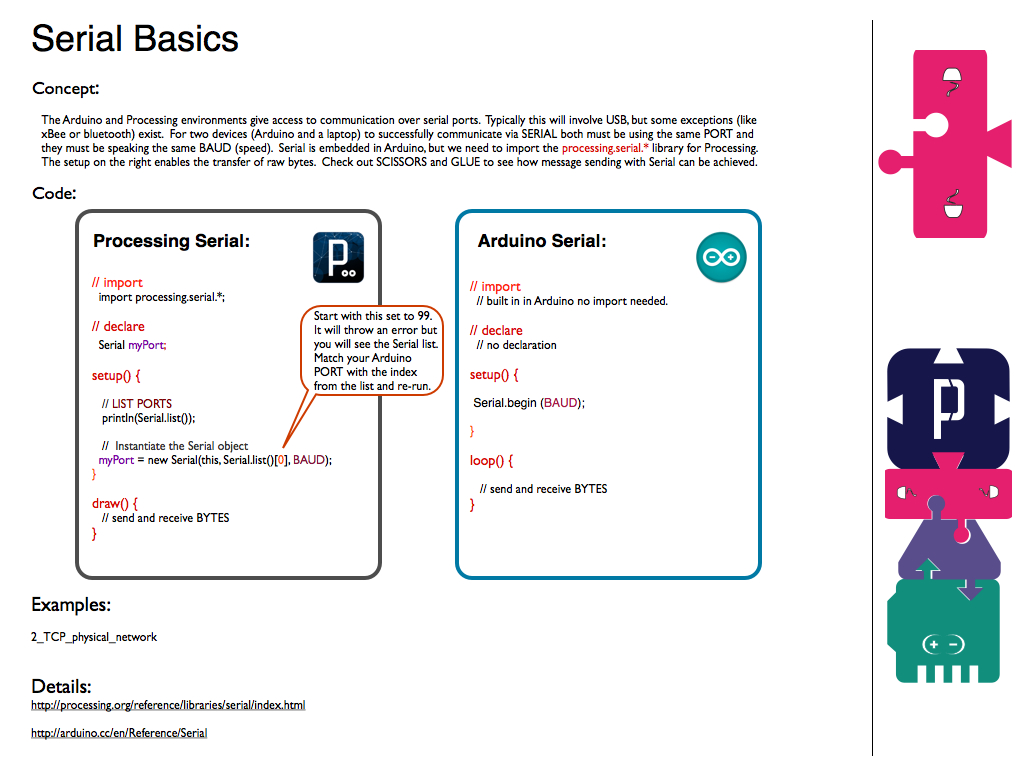 Serial Basics
Concept:
The Arduino and Processing environments give access to communication over serial ports. Typically this will involve USB, but some exceptions (like
xBee or bluetooth) exist. For two devices (Arduino and a laptop) to successfully communicate via SERIAL both must be using the same PORT and
they must be speaking the same BAUD (speed). Serial is embedded in Arduino, but we need to import the processing.serial.* library for Processing.
The setup on the right enables the transfer of raw bytes. Check out SCISSORS and GLUE to see how message sending with Serial can be achieved.
Code:
Processing Serial:
P
// import
import processing.serial.*;
// declare
Serial myPort;
setup() {
// LIST PORTS
println(Serial.list());
// Instantiate the Serial object
myPort = new Serial(this, Serial.list()[0], BAUD);
}
draw() {
// send and receive BYTES
}
Start with this set to 99.
It will throw an error but
you will see the Serial list.
Match your Arduino
PORT with the index
from the list and re-run.
Arduino Serial:
// import
// built in in Arduino no import needed.
// declare
// no declaration
setup() {
Serial.begin (BAUD);
}
loop() {
// send and receive BYTES
}
Examples:
2_TCP_physical_network
Details:
http://processing.org/reference/libraries/serial/index.html
http://arduino.cc/en/Reference/Serial
P